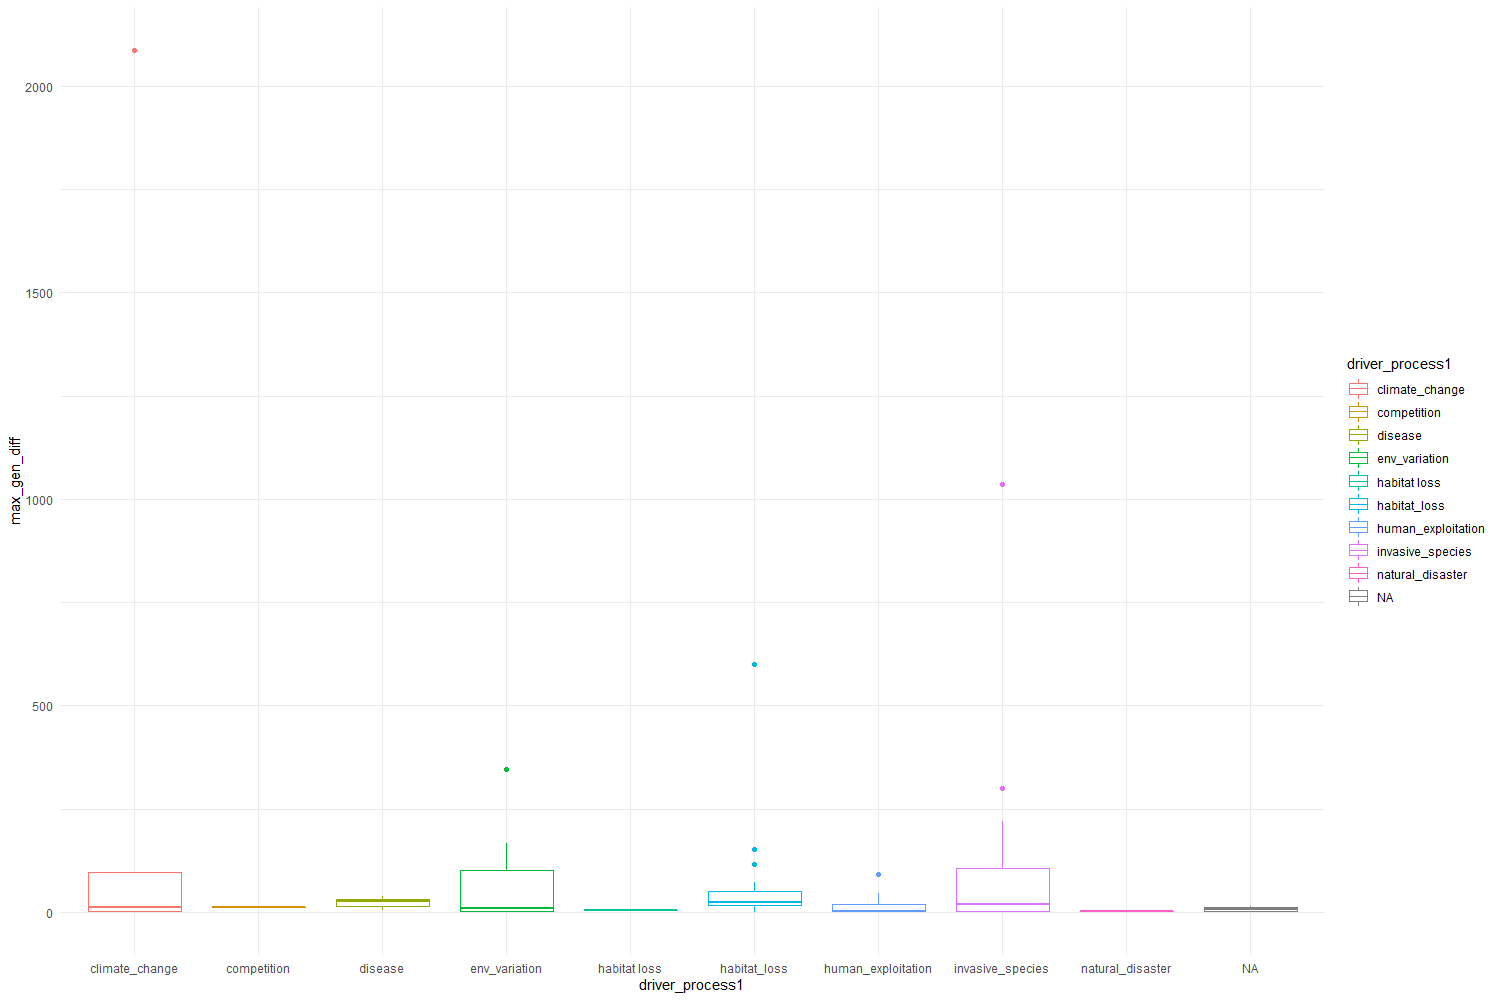 max_gen_diff
2000
1500
1000
500
0
climate_change
competition
disease
env_variation
habitat loss
habitat_loss
human_exploitation
invasive_species
natural_disaster
NA
driver_process1
driver_process1
climate_change
competition
disease
env_variation
habitat loss
habitat_loss
human_exploitation
invasive_species
natural_disaster
NA